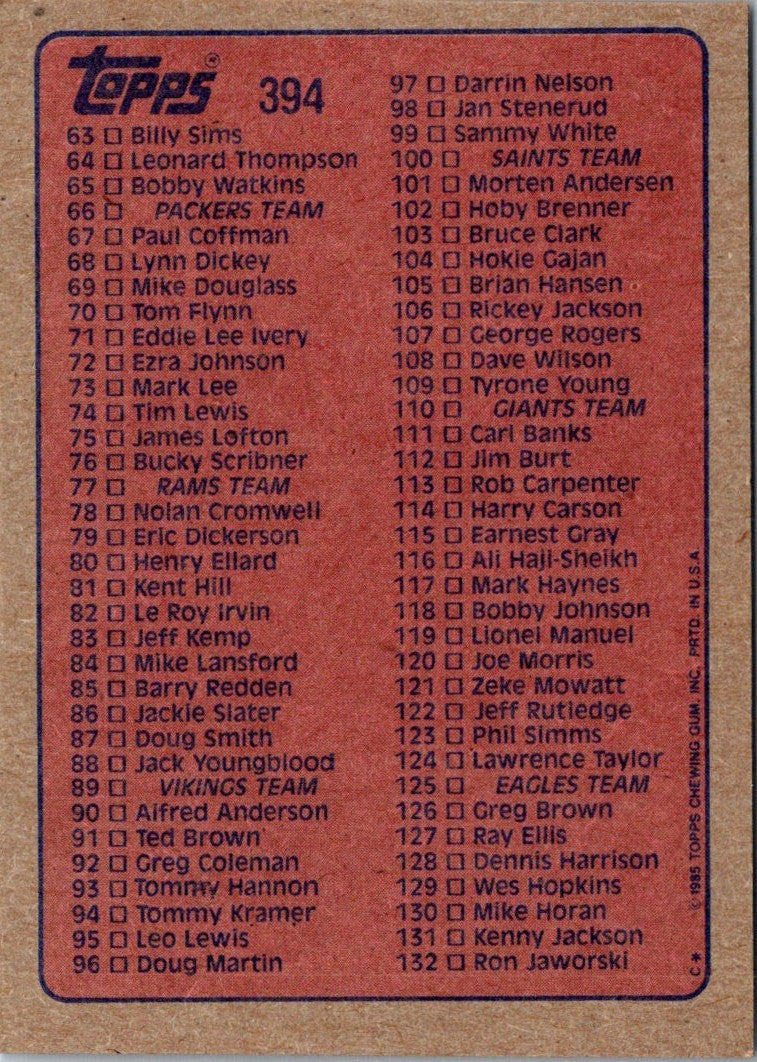 TOPPS®
394
63 □ Billy Sims
64 □ Leonard Thompson
65 □ Bobby Watkins
66 □ PACKERS TEAM
67 □ Paul Coffman
68 □ Lynn Dickey
69 □ Mike Douglass
70 □ Tom Flynn
71 □ Eddie Lee Ivery
72 □ Ezra Johnson
73 □ Mark Lee
74 □ Tim Lewis
75 □ James Lofton
76 □ Bucky Scribner
77 □ RAMS TEAM
78 □ Nolan Cromwell
79 □ Eric Dickerson
80 □ Henry Ellard
81 □ Kent Hill
82 □ Le Roy Irvin
83 □ Jeff Kemp
84 □ Mike Lansford
85 □ Barry Redden
86 □ Jackie Slater
87 □ Doug Smith
88 □ Jack Youngblood
89 □ VIKINGS TEAM
90 □ Alfred Anderson
91 □ Ted Brown
92 □ Greg Coleman
93 □ Tommy Hannon
94 □ Tommy Kramer
95 □ Leo Lewis
96 □ Doug Martin
97 □ Darrin Nelson
98 □ Jan Stenerud
99 □ Sammy White
100 □ SAINTS TEAM
101 □ Morten Andersen
102 □ Hoby Brenner
103 □ Bruce Clark
104 □ Hokie Gajan
105 □ Brian Hansen
106 □ Rickey Jackson
107 □ George Rogers
108 □ Dave Wilson
109 □ Tyrone Young
110 □ GIANTS TEAM
111 □ Carl Banks
112 □ Jim Burt
113 □ Rob Carpenter
114 □ Harry Carson
115 □ Earnest Gray
116 □ Ali Haji-Sheikh
117 □ Mark Haynes
118 □ Bobby Johnson
119 □ Lionel Manuel
120 □ Joe Morris
121 □ Zeke Mowatt
122 □ Jeff Rutledge
123 □ Phil Simms
124 □ Lawrence Taylor
125 □ EAGLES TEAM
126 □ Greg Brown
127 □ Ray Ellis
128 □ Dennis Harrison
129 □ Wes Hopkins
130 □ Mike Horan
131 □ Kenny Jackson
132 □ Ron Jaworski
C* ©1985 TOPPS CHEWING GUM, INC. PRTD. IN U.S.A.